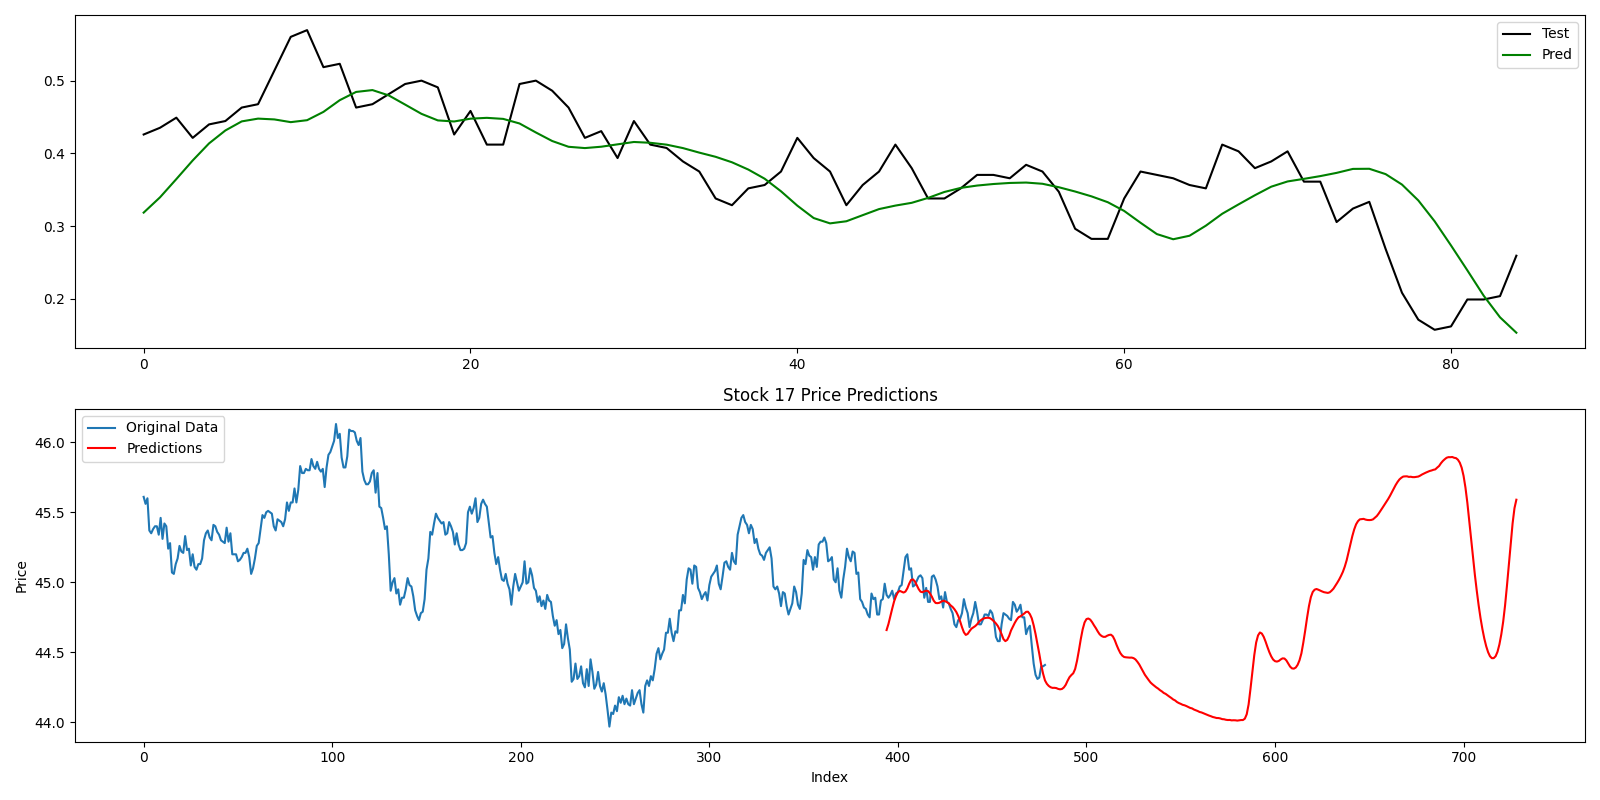 Test
Pred
0.5
0.4
0.3
0.2
0 20 40 60 80
Stock 17 Price Predictions
Original Data
Predictions
46.0
45.5
45.0
44.5
44.0
Price
0 100 200 300 400 500 600 700
Index